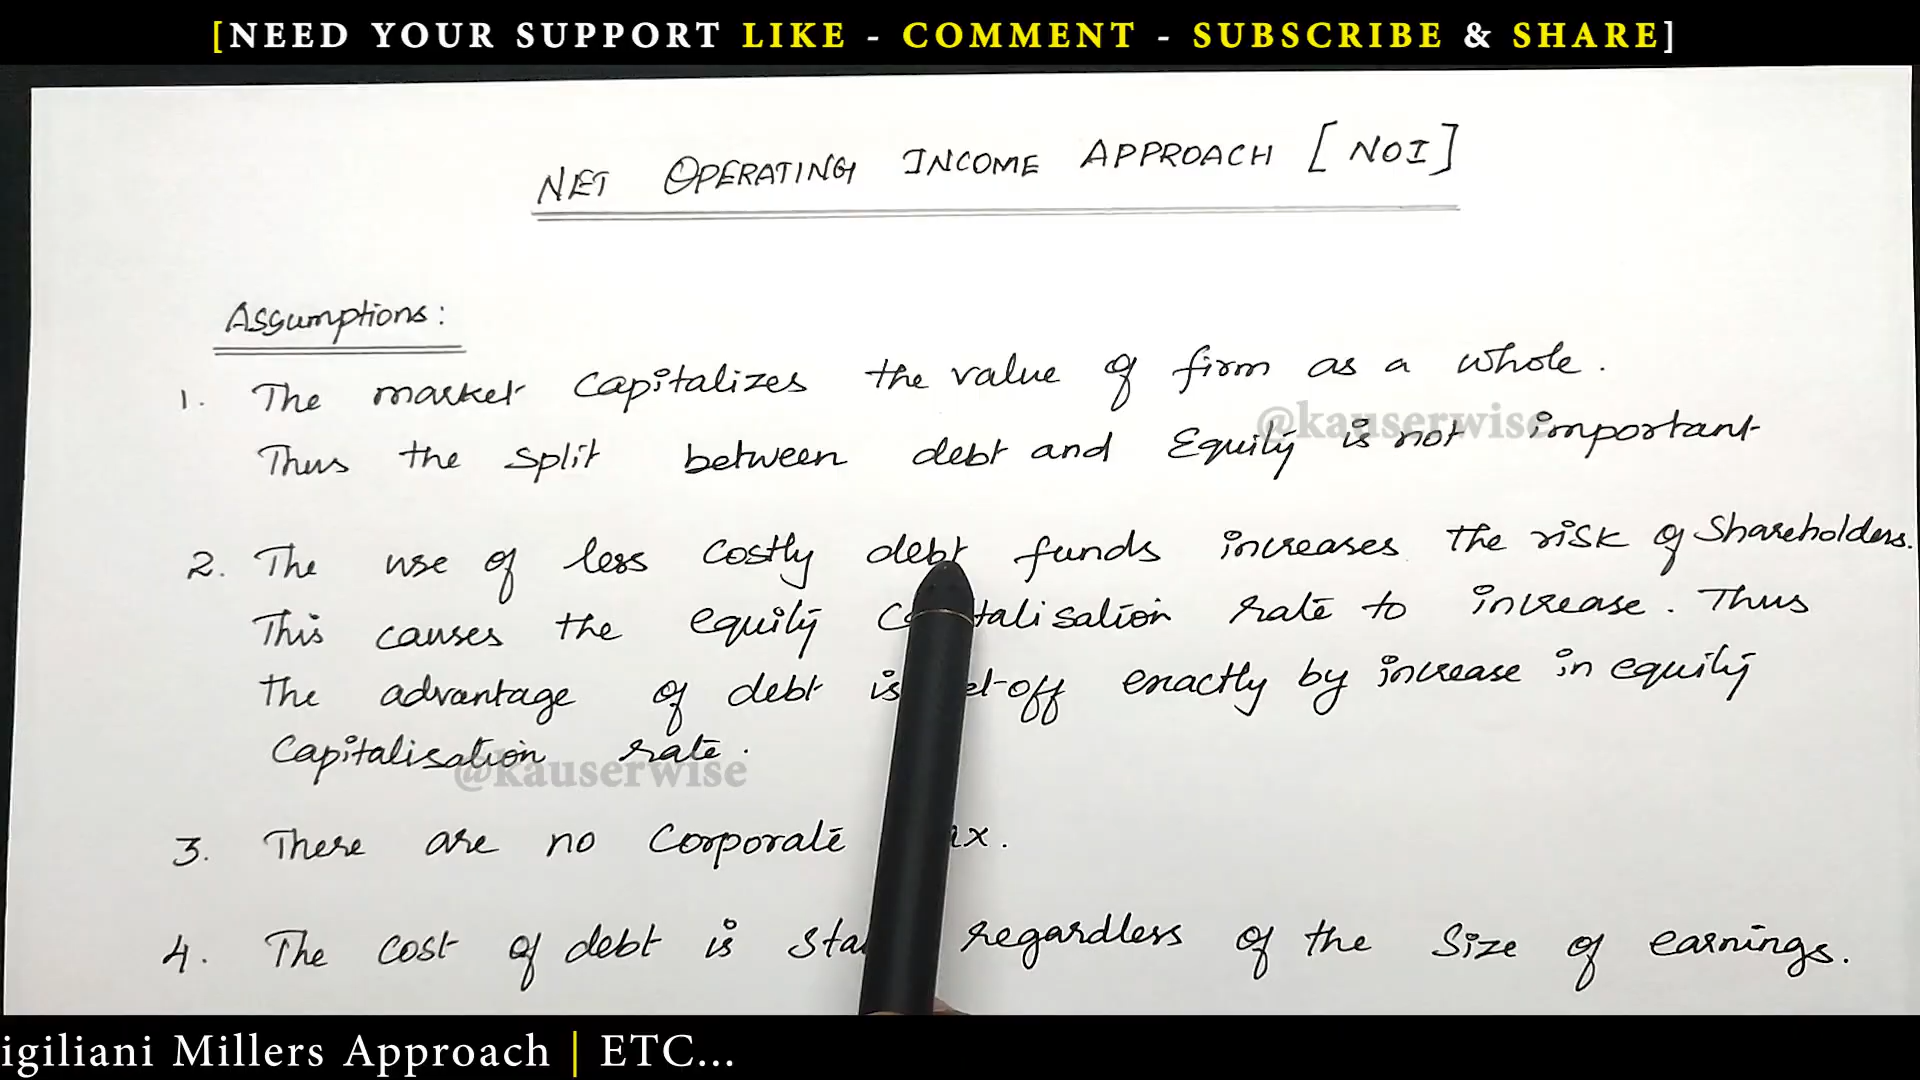 [NEED YOUR SUPPORT LIKE - COMMENT - SUBSCRIBE & SHARE]
NET OPERATING INCOME APPROACH [NOI]
Assumptions:
1. The market capitalizes the value of firm as a whole.
@kauserwise
Thus the split between debt and Equity is not important
2. The use of less costly debt funds increases the risk of Shareholders.
This causes the equity talisation rate to increase. Thus
the advantage of debt is et-off exactly by increase in equity
Capitalisation rate.
@kauserwise
3. There are no Corporate ax.
4. The cost of debt is sta regardless of the size of earnings.
igiliani Millers Approach | ETC...